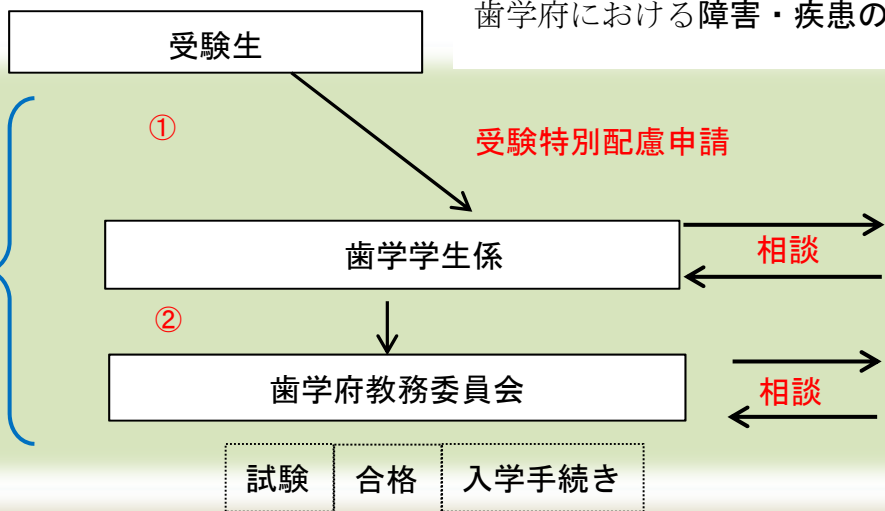 歯学府における障害・疾患の
受験生
①
受験特別配慮申請
歯学学生係
相談
②
歯学府教務委員会
相談
試験 合格 入学手続き